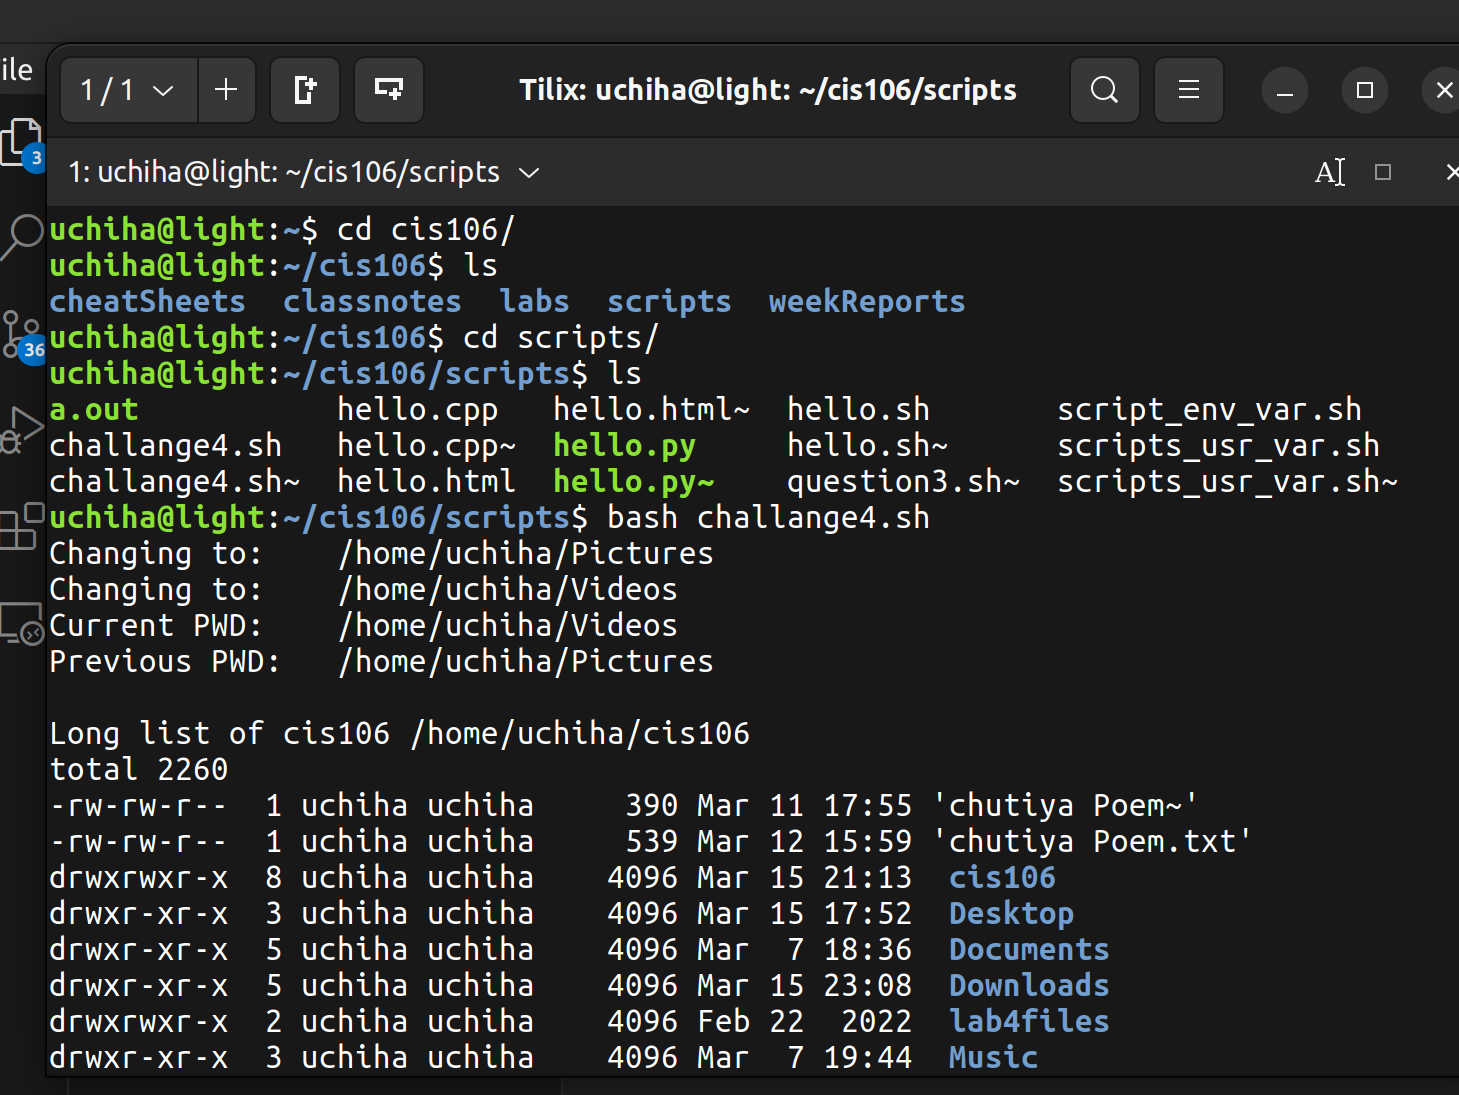 ile
1 / 1
Tilix: uchiha@light: ~/cis106/scripts
3
1: uchiha@light: ~/cis106/scripts
A
36
uchiha@light:~$ cd cis106/
uchiha@light:~/cis106$ ls
cheatSheets classnotes labs scripts weekReports
uchiha@light:~/cis106$ cd scripts/
uchiha@light:~/cis106/scripts$ ls
a.out hello.cpp hello.html~ hello.sh script_env_var.sh
challange4.sh hello.cpp~ hello.py hello.sh~ scripts_usr_var.sh
challange4.sh~ hello.html hello.py~ question3.sh~ scripts_usr_var.sh~
uchiha@light:~/cis106/scripts$ bash challange4.sh
Changing to: /home/uchiha/Pictures
Changing to: /home/uchiha/Videos
Current PWD: /home/uchiha/Videos
Previous PWD: /home/uchiha/Pictures
Long list of cis106 /home/uchiha/cis106
total 2260
-rw-rw-r-- 1 uchiha uchiha 390 Mar 11 17:55 'chutiya Poem~'
-rw-rw-r-- 1 uchiha uchiha 539 Mar 12 15:59 'chutiya Poem.txt'
drwxrwxr-x 8 uchiha uchiha 4096 Mar 15 21:13 cis106
drwxr-xr-x 3 uchiha uchiha 4096 Mar 15 17:52 Desktop
drwxr-xr-x 5 uchiha uchiha 4096 Mar 7 18:36 Documents
drwxr-xr-x 5 uchiha uchiha 4096 Mar 15 23:08 Downloads
drwxrwxr-x 2 uchiha uchiha 4096 Feb 22 2022 lab4files
drwxr-xr-x 3 uchiha uchiha 4096 Mar 7 19:44 Music